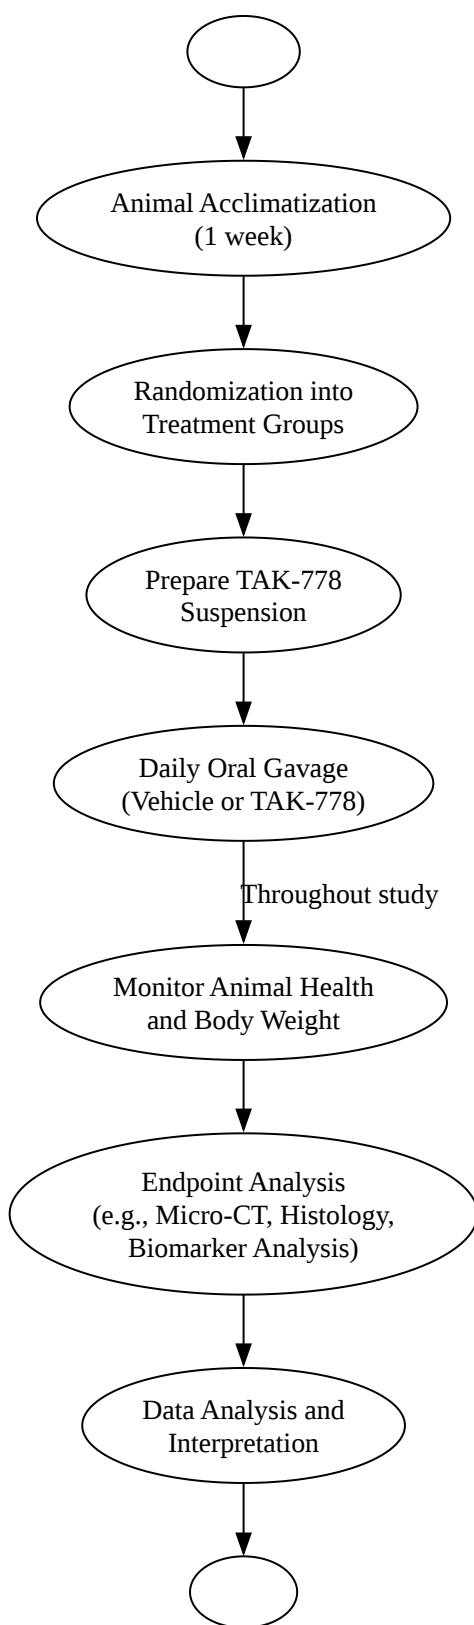 Animal Acclimatization
(1 week)
Randomization into
Treatment Groups
Prepare TAK-778
Suspension
Daily Oral Gavage
(Vehicle or TAK-778)
Throughout study
Monitor Animal Health
and Body Weight
Endpoint Analysis
(e.g., Micro-CT, Histology,
Biomarker Analysis)
Data Analysis and
Interpretation